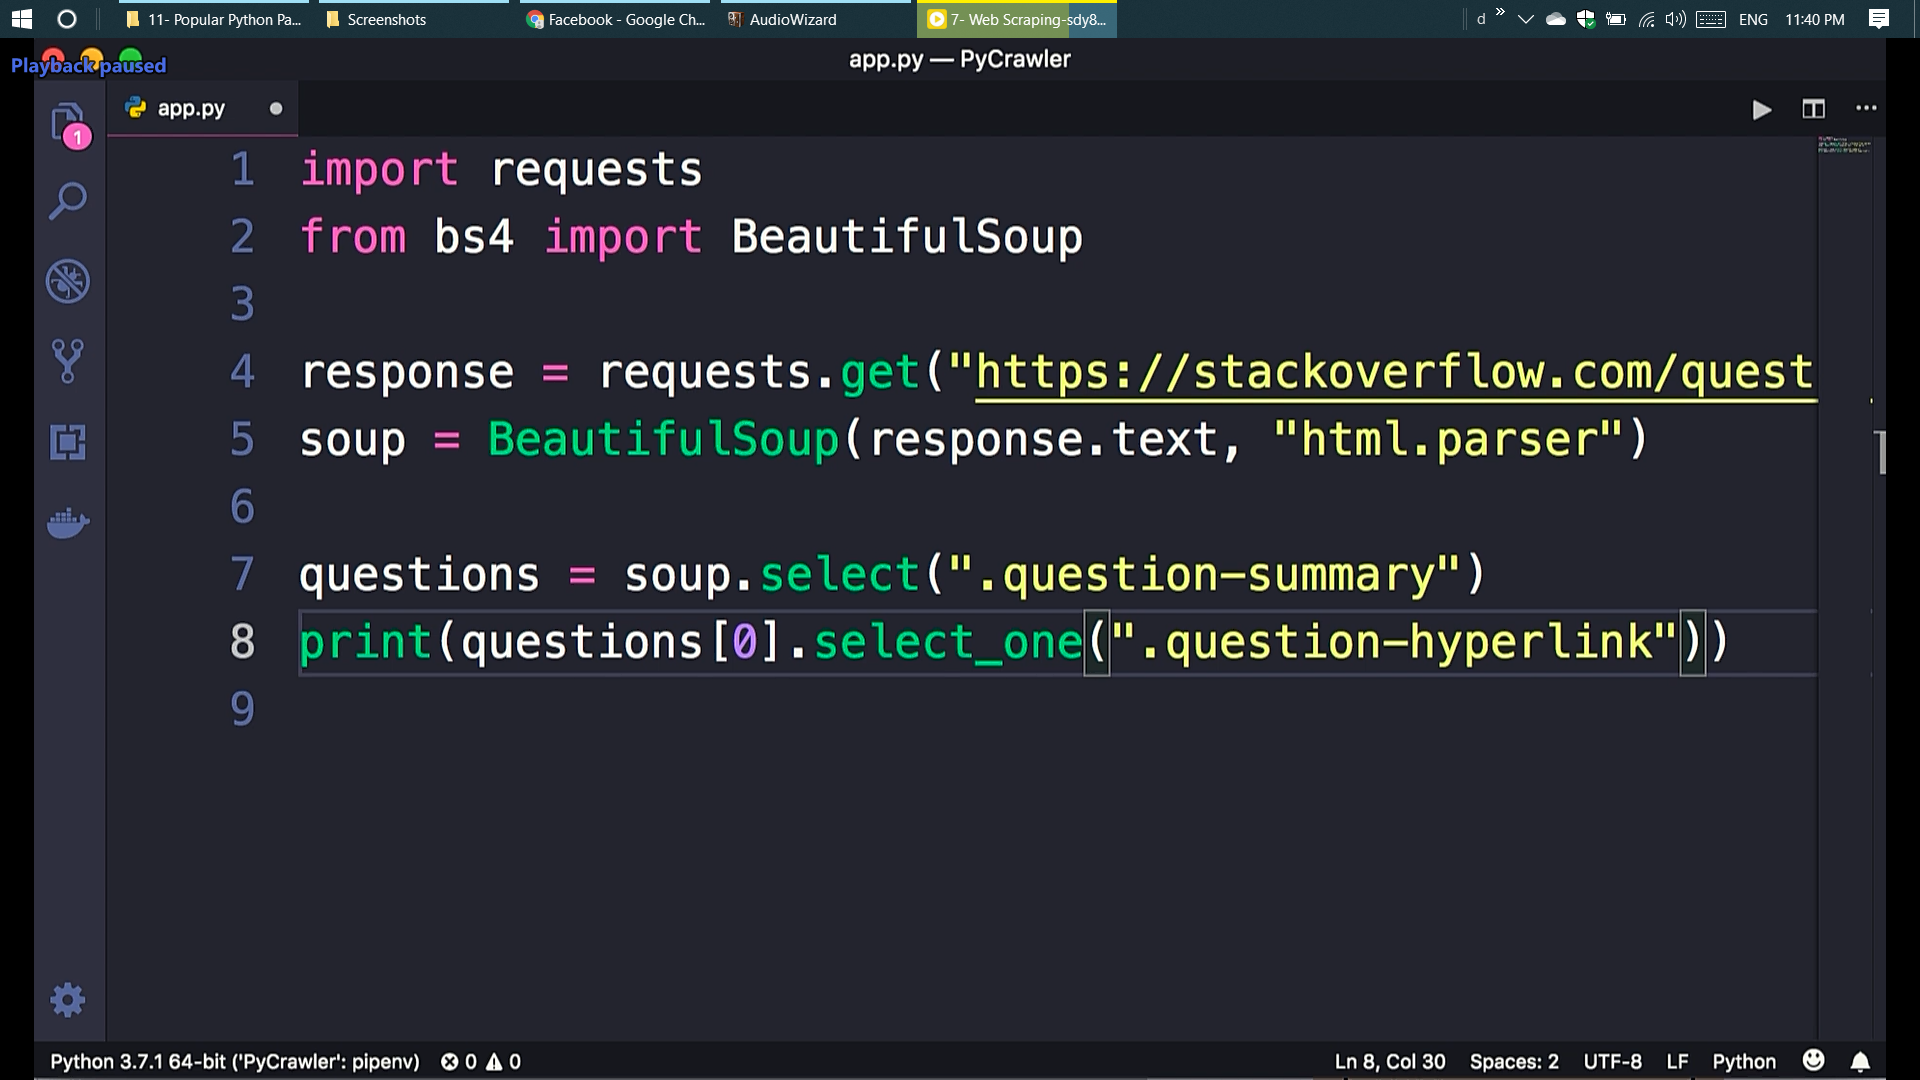 11- Popular Python Pa...
Screenshots
Facebook - Google Ch...
AudioWizard
7- Web Scraping-sdy8...
d
»
ENG
11:40 PM
Playback paused
app.py — PyCrawler
1
app.py
1 import requests
2 from bs4 import BeautifulSoup
3
4 response = requests.get("https://stackoverflow.com/quest
5 soup = BeautifulSoup(response.text, "html.parser")
6
7 questions = soup.select(".question-summary")
8 print(questions[0].select_one(".question-hyperlink"))
9
Python 3.7.1 64-bit ('PyCrawler': pipenv) 0 0 Ln 8, Col 30 Spaces: 2 UTF-8 LF Python